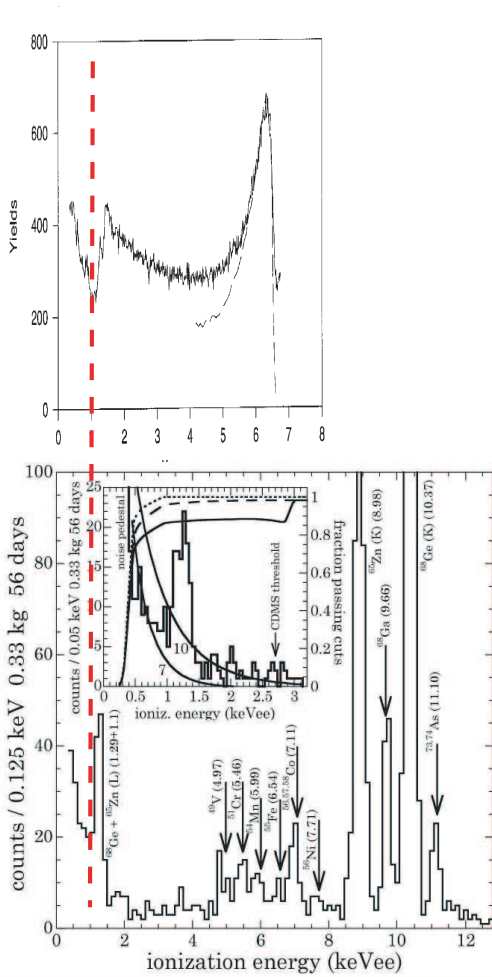 800
600
400
200
0
Yields
0 1 2 3 4 5 6 7 8
100
80
60
40
20
0
counts / 0.125 keV 0.33 kg 56 days
25
20
15
10
5
0
counts / 0.05 keV 0.33 kg 56 days
noise pedestal
7
10
CDMS threshold
1
0.8
0.6
0.4
0.2
0
fraction passing cuts
0.5 1 1.5 2 2.5 3
ioniz. energy (keVee)
⁶⁸Ge + ⁶⁵Zn (L) (1.29+1.1)
⁴⁹V (4.97)
⁵¹Cr (5.46)
⁵⁴Mn (5.99)
⁵⁵Fe (6.54)
⁵⁶,⁵⁷,⁵⁸Co (7.11)
⁵⁶Ni (7.71)
⁶⁵Zn (K) (8.98)
⁶⁸Ga (9.66)
⁶⁸Ge (K) (10.37)
⁷³,⁷⁴As (11.10)
0 2 4 6 8 10 12
ionization energy (keVee)